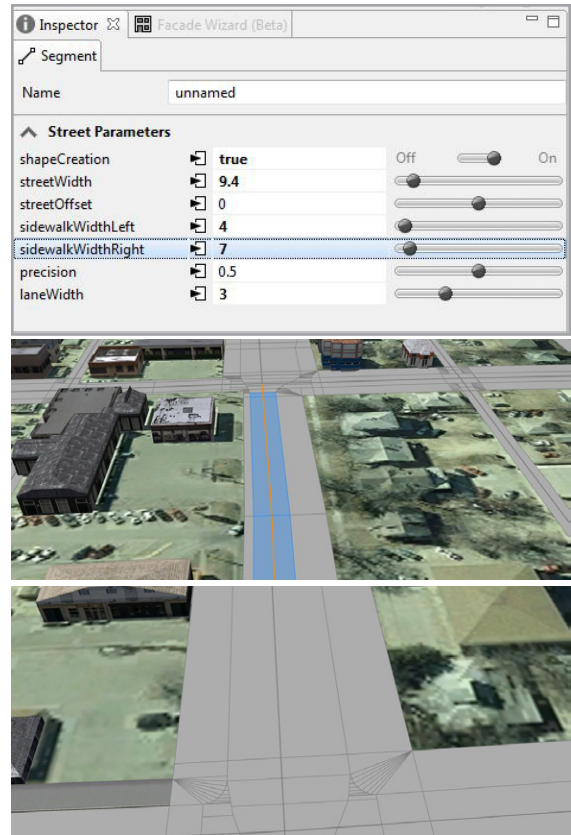 Inspector Facade Wizard (Beta)
Segment
Name unnamed
Street Parameters
shapeCreation true Off On
streetWidth 9.4
streetOffset 0
sidewalkWidthLeft 4
sidewalkWidthRight 7
precision 0.5
laneWidth 3